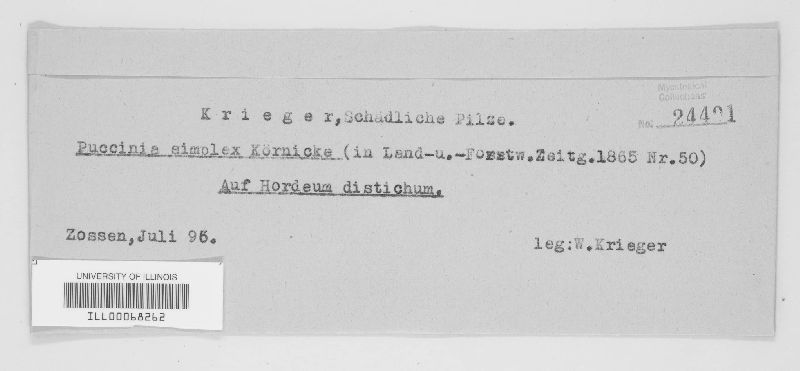 K r i e g e r, Schädliche Pilze.
Mycological
Collections
No. 24491
Puccinia simplex Körnicke (in Land-u.-Forstw.Zeitg.1865 Nr.50)
Auf Hordeum distichum.
Zossen, Juli 96.
leg:W.Krieger
UNIVERSITY OF ILLINOIS
ILL00068262